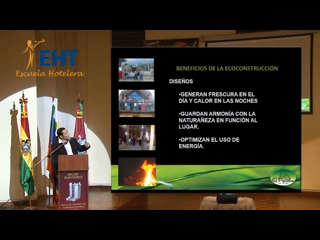 EHT
Escuela Hotelera
BENEFICIOS DE LA ECOCONSTRUCCIÓN
DISEÑOS
•GENERAN FRESCURA EN EL
DÍA Y CALOR EN LAS NOCHES
•GUARDAN ARMONÍA CON LA
NATURAÑEZA EN FUNCIÓN AL
LUGAR.
•OPTIMIZAN EL USO DE
ENERGÍA.